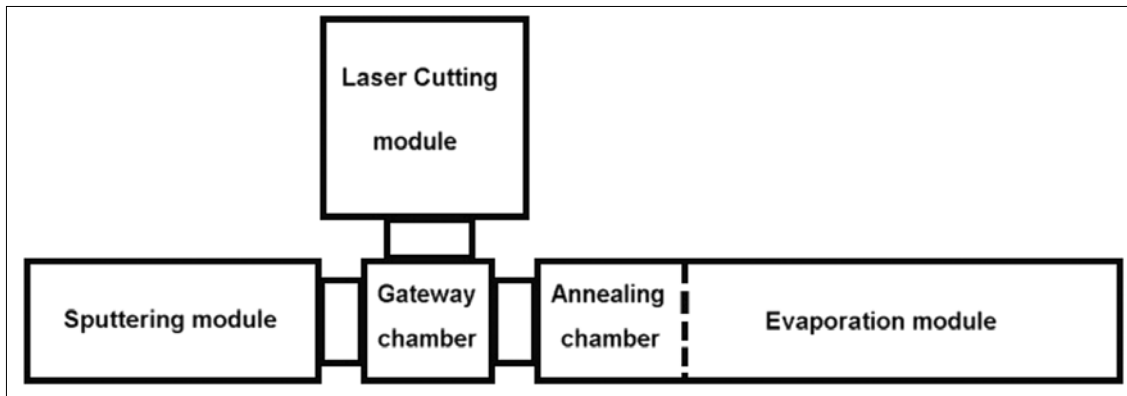 Laser Cutting
module
Sputtering module
Gateway
chamber
Annealing
chamber
Evaporation module